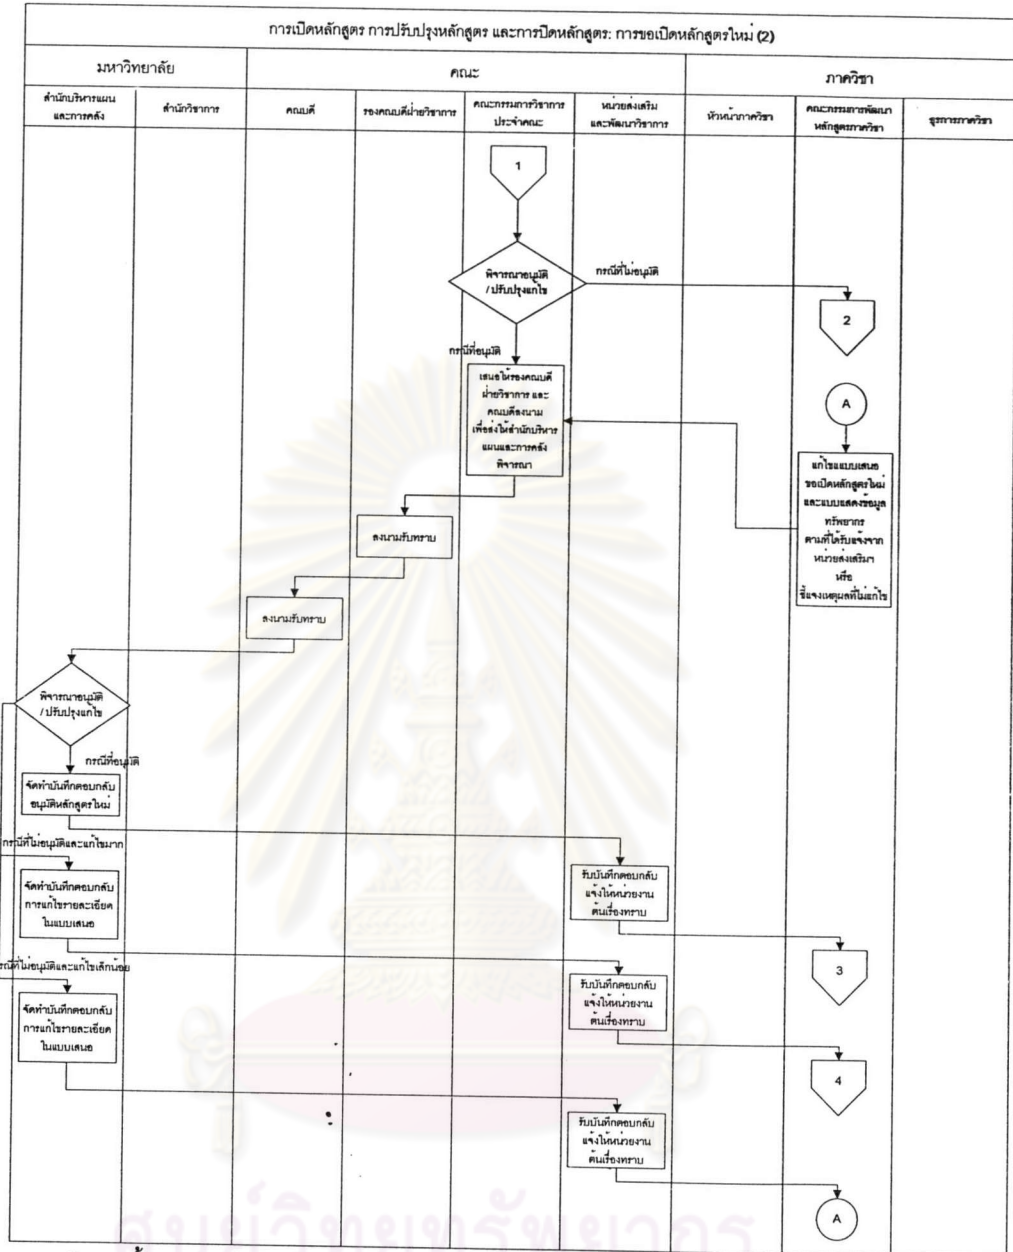 การเปิดหลักสูตร การปรับปรุงหลักสูตร และการปิดหลักสูตร: การขอเปิดหลักสูตรใหม่ (2)
มหาวิทยาลัย
คณะ
ภาควิชา
สำนักบริหารแผน
และการคลัง
สำนักวิชาการ
คณบดี
รองคณบดีฝ่ายวิชาการ
คณะกรรมการวิชาการ
ประจำคณะ
หน่วยส่งเสริม
และพัฒนาวิชาการ
หัวหน้าภาควิชา
คณะกรรมการพัฒนา
หลักสูตรภาควิชา
ธุรการภาควิชา
1
พิจารณาอนุมัติ
/ ปรับปรุงแก้ไข
กรณีที่ไม่อนุมัติ
2
กรณีที่อนุมัติ
เสนอให้รองคณบดี
ฝ่ายวิชาการ และ
คณบดีลงนาม
เพื่อส่งให้สำนักบริหาร
แผนและการคลัง
พิจารณา
A
แก้ไขแแบบเสนอ
ขอเปิดหลักสูตรใหม่
และแบบแสดงข้อมูล
ทรัพยากร
ตามที่ได้รับแจ้งจาก
หน่วยส่งเสริมฯ
หรือ
ชี้แจงเหตุผลที่ไม่แก้ไข
ลงนามรับทราบ
ลงนามรับทราบ
พิจารณาอนุมัติ
/ ปรับปรุงแก้ไข
กรณีที่อนุมัติ
จัดทำบันทึกตอบกลับ
อนุมัติหลักสูตรใหม่
กรณีที่ไม่อนุมัติและแก้ไขมาก
จัดทำบันทึกตอบกลับ
การแก้ไขรายละเอียด
ในแบบเสนอ
รับบันทึกตอบกลับ
แจ้งให้หน่วยงาน
ต้นเรื่องทราบ
3
กรณีที่ไม่อนุมัติและแก้ไขเล็กน้อย
จัดทำบันทึกตอบกลับ
การแก้ไขรายละเอียด
ในแบบเสนอ
รับบันทึกตอบกลับ
แจ้งให้หน่วยงาน
ต้นเรื่องทราบ
4
รับบันทึกตอบกลับ
แจ้งให้หน่วยงาน
ต้นเรื่องทราบ
A
ศูนย์วิทยทรัพยากร